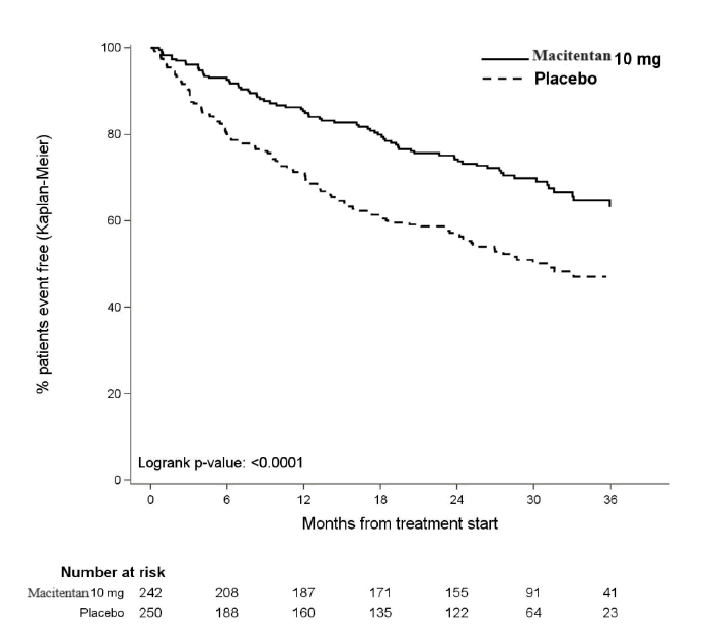 Macitentan 10 mg
Placebo
% patients event free (Kaplan-Meier)
100
80
60
40
20
0
Logrank p-value: <0.0001
0 6 12 18 24 30 36
Months from treatment start
Number at risk
Macitentan 10 mg 242 208 187 171 155 91 41
Placebo 250 188 160 135 122 64 23